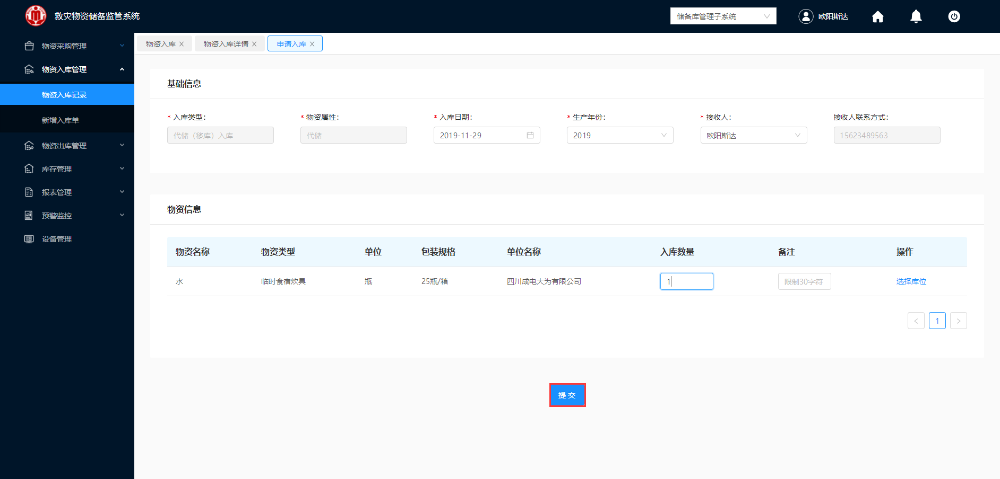 救灾物资储备监管系统
储备库管理子系统
欧阳斯达
物资采购管理
物资入库管理
物资入库记录
新增入库单
物资出库管理
库存管理
报表管理
预警监控
设备管理
物资入库
物资入库详情
申请入库
基础信息
* 入库类型:
* 物资属性:
* 入库日期:
* 生产年份:
* 接收人:
接收人联系方式:
代储（移库）入库
代储
2019-11-29
2019
欧阳斯达
15623489563
物资信息
物资名称 物资类型 单位 包装规格 单位名称 入库数量 备注 操作
水 临时食宿炊具 瓶 25瓶/箱 四川成电大为有限公司 1 限制30字符 选择库位
< 1 >
提 交